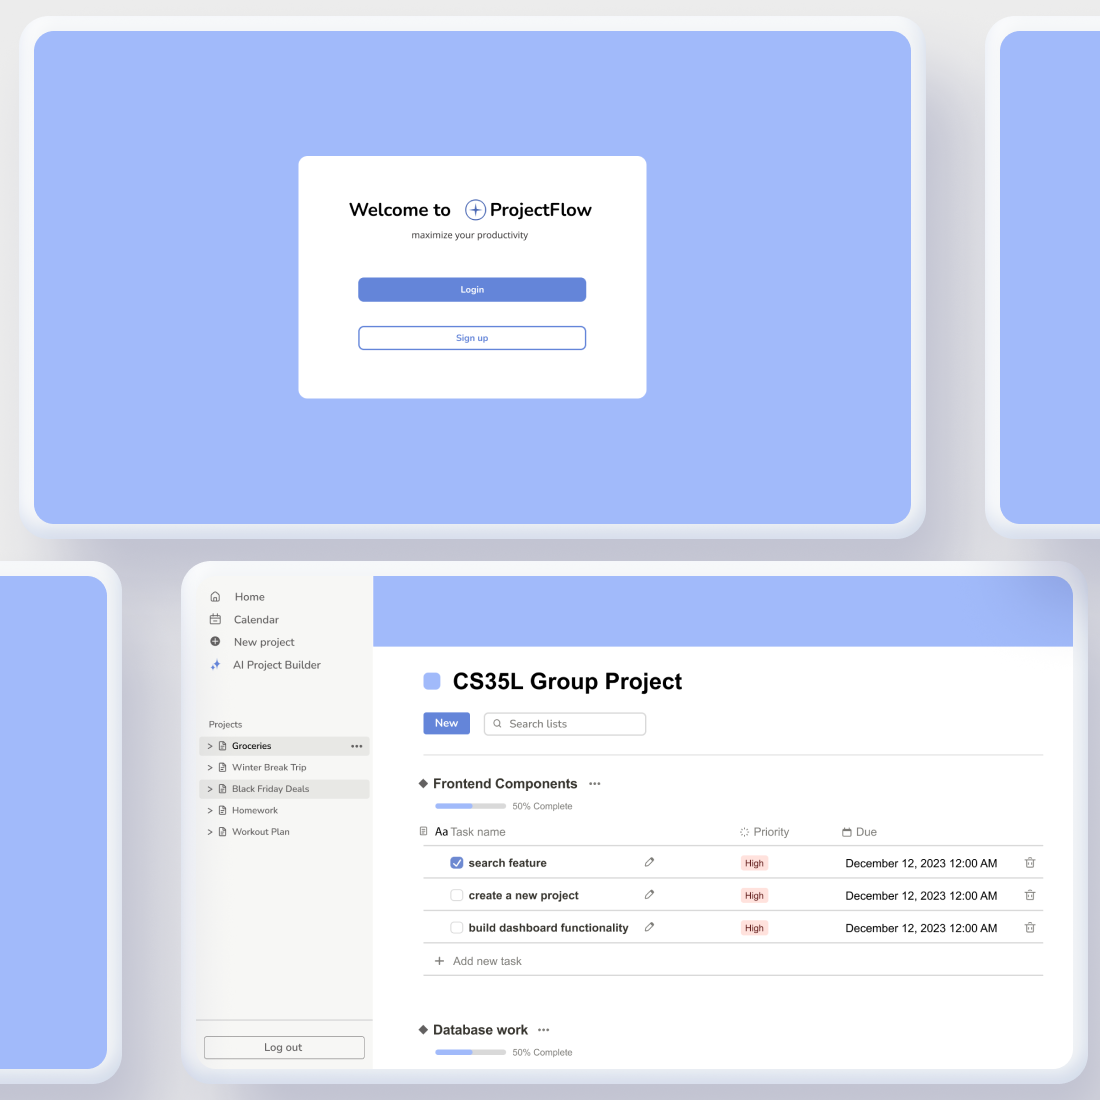 Welcome to ProjectFlow
maximize your productivity
Login
Sign up
Home
Calendar
New project
AI Project Builder
Projects
Groceries
Winter Break Trip
Black Friday Deals
Homework
Workout Plan
Log out
CS35L Group Project
New
Search lists
Frontend Components
50% Complete
Aa Task name Priority Due
search feature High December 12, 2023 12:00 AM
create a new project High December 12, 2023 12:00 AM
build dashboard functionality High December 12, 2023 12:00 AM
+ Add new task
Database work
50% Complete